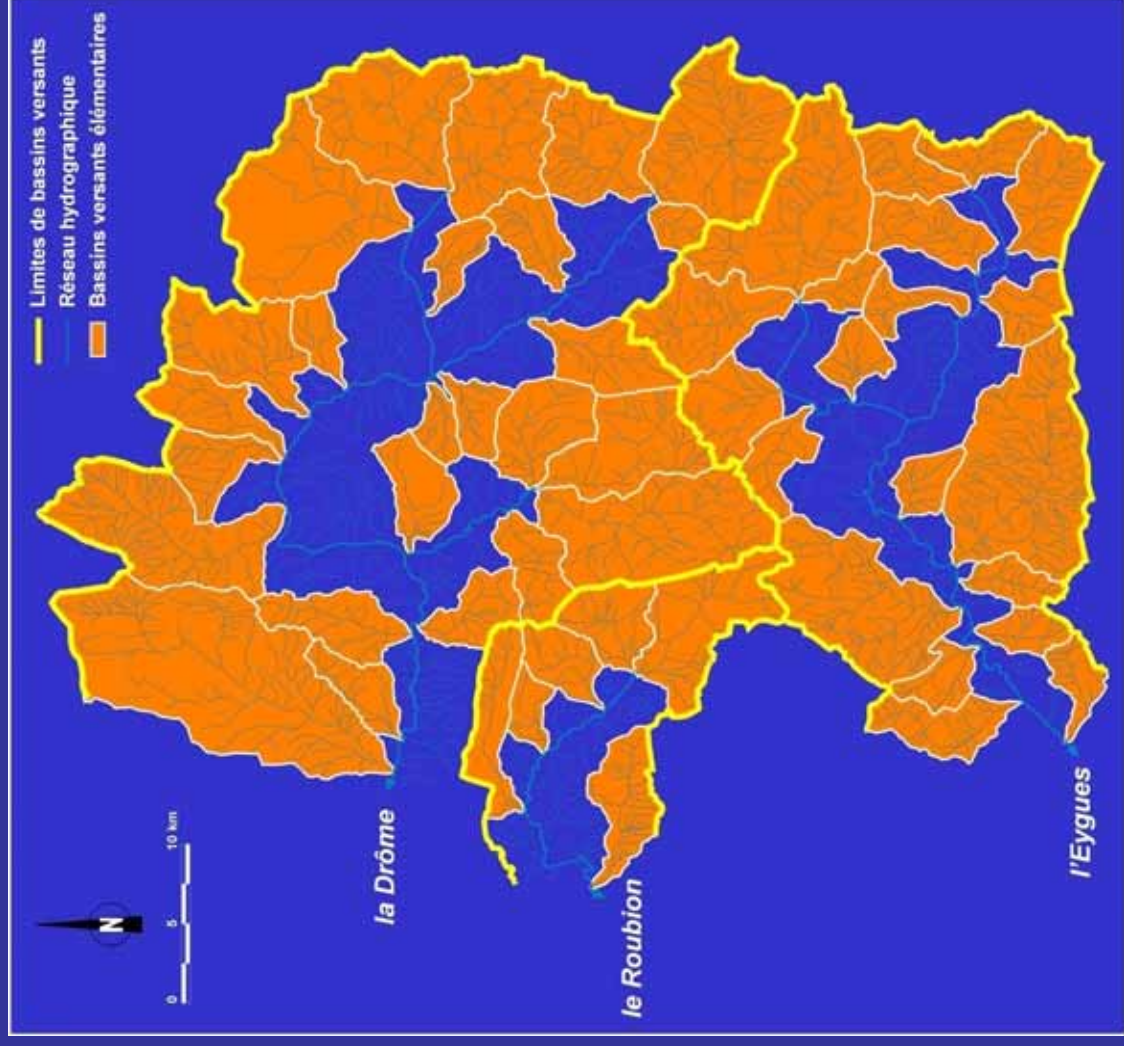 Limites de bassins versants
Réseau hydrographique
Bassins versants élémentaires
N
0 5 10 km
la Drôme
le Roubion
l'Eygues